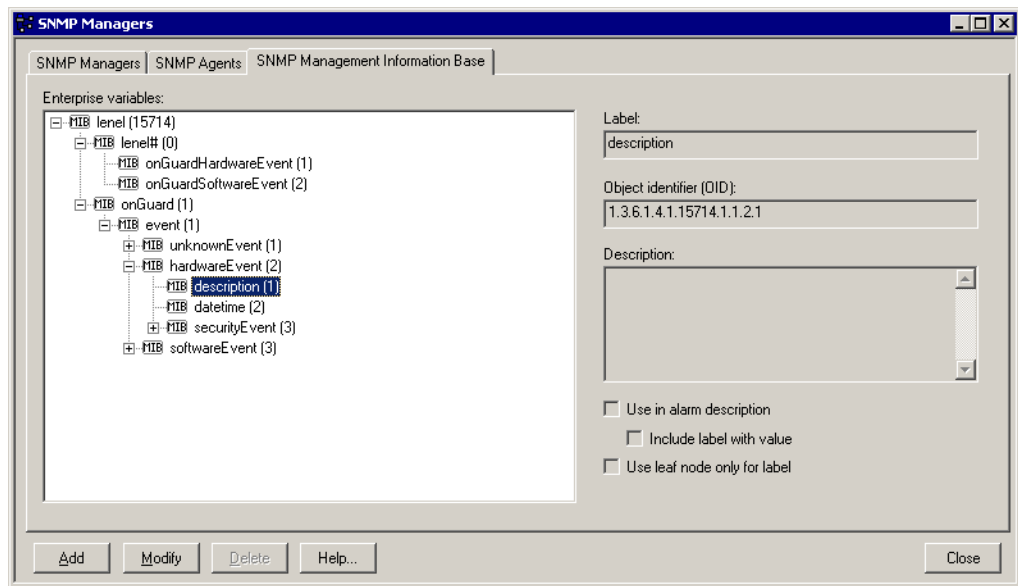 SNMP Managers
SNMP Managers SNMP Agents SNMP Management Information Base
Enterprise variables:
MIB lenel (15714)
MIB lenel# (0)
MIB onGuardHardwareEvent (1)
MIB onGuardSoftwareEvent (2)
MIB onGuard (1)
MIB event (1)
MIB unknownEvent (1)
MIB hardwareEvent (2)
MIB description (1)
MIB datetime (2)
MIB securityEvent (3)
MIB softwareEvent (3)
Label:
description
Object identifier (OID):
1.3.6.1.4.1.15714.1.1.2.1
Description:
Use in alarm description
Include label with value
Use leaf node only for label
Add Modify Delete Help... Close